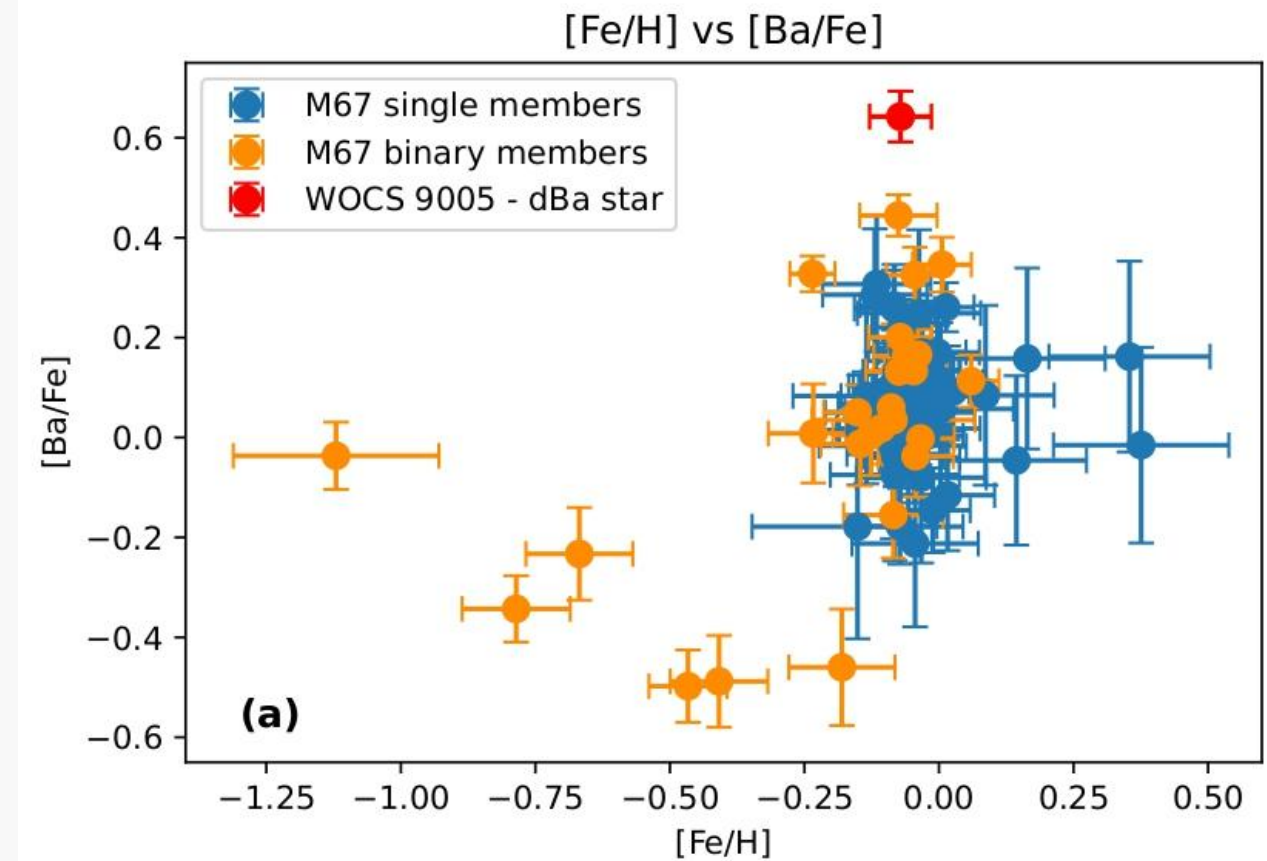 [Fe/H] vs [Ba/Fe]
M67 single members
M67 binary members
WOCS 9005 - dBa star
[Ba/Fe]
0.6
0.4
0.2
0.0
−0.2
−0.4
−0.6
(a)
−1.25 −1.00 −0.75 −0.50 −0.25 0.00 0.25 0.50
[Fe/H]